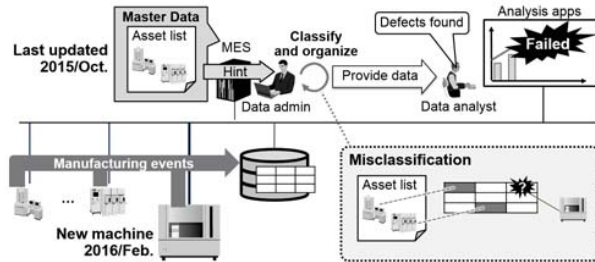 Master Data
Asset list
Last updated
2015/Oct.
MES
Hint
Classify
and organize
Data admin
Provide data
Defects found
Data analyst
Analysis apps
Failed
Manufacturing events
...
New machine
2016/Feb.
Misclassification
Asset list